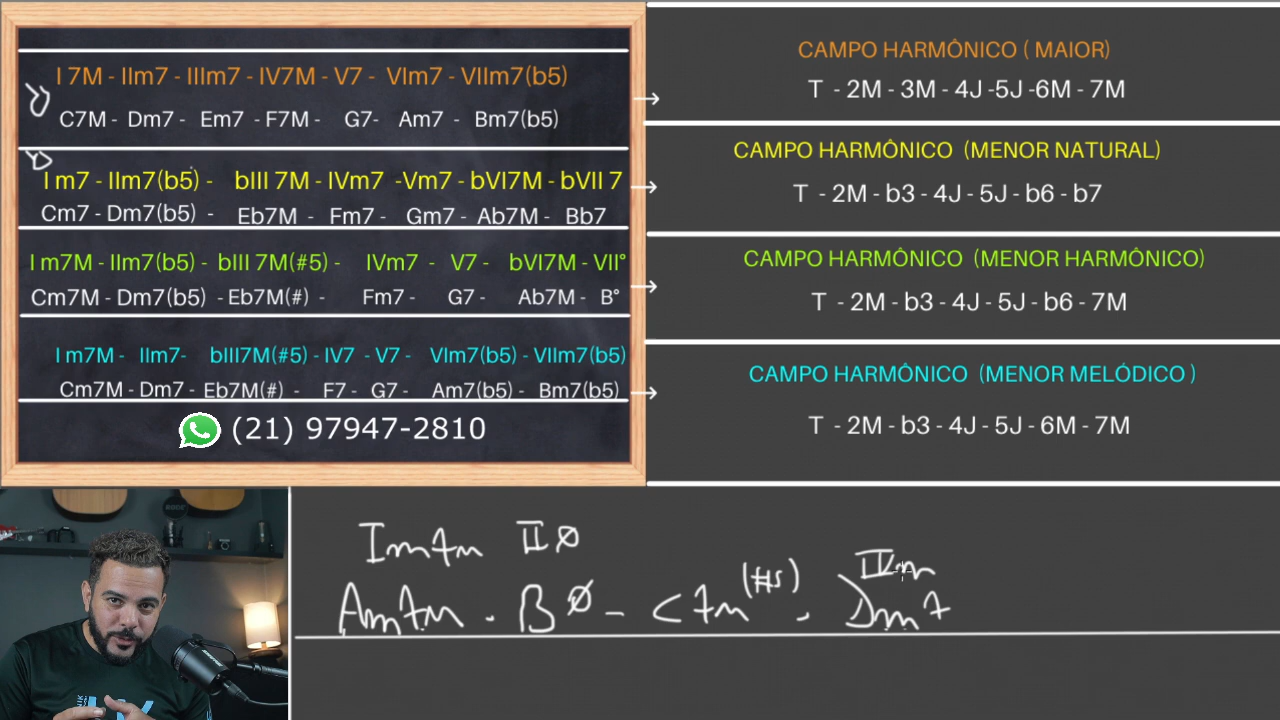 I 7M - IIm7 - IIIm7 - IV7M - V7 - VIm7 - VIIm7(b5)
C7M - Dm7 - Em7 - F7M - G7- Am7 - Bm7(b5)
I m7 - IIm7(b5) - bIII 7M - IVm7 -Vm7 - bVI7M - bVII 7
Cm7 - Dm7(b5) - Eb7M - Fm7 - Gm7 - Ab7M - Bb7
I m7M - IIm7(b5) - bIII 7M(#5) - IVm7 - V7 - bVI7M - VII°
Cm7M - Dm7(b5) - Eb7M(#) - Fm7 - G7 - Ab7M - B°
I m7M - IIm7- bIII7M(#5) - IV7 - V7 - VIm7(b5) - VIIm7(b5)
Cm7M - Dm7 - Eb7M(#) - F7 - G7 - Am7(b5) - Bm7(b5)
(21) 97947-2810
CAMPO HARMÔNICO ( MAIOR)
T - 2M - 3M - 4J -5J -6M - 7M
CAMPO HARMÔNICO (MENOR NATURAL)
T - 2M - b3 - 4J - 5J - b6 - b7
CAMPO HARMÔNICO (MENOR HARMÔNICO)
T - 2M - b3 - 4J - 5J - b6 - 7M
CAMPO HARMÔNICO (MENOR MELÓDICO )
T - 2M - b3 - 4J - 5J - 6M - 7M
Im7m IIø IVm
Am7m - Bø - C7m(#5) - Dm7